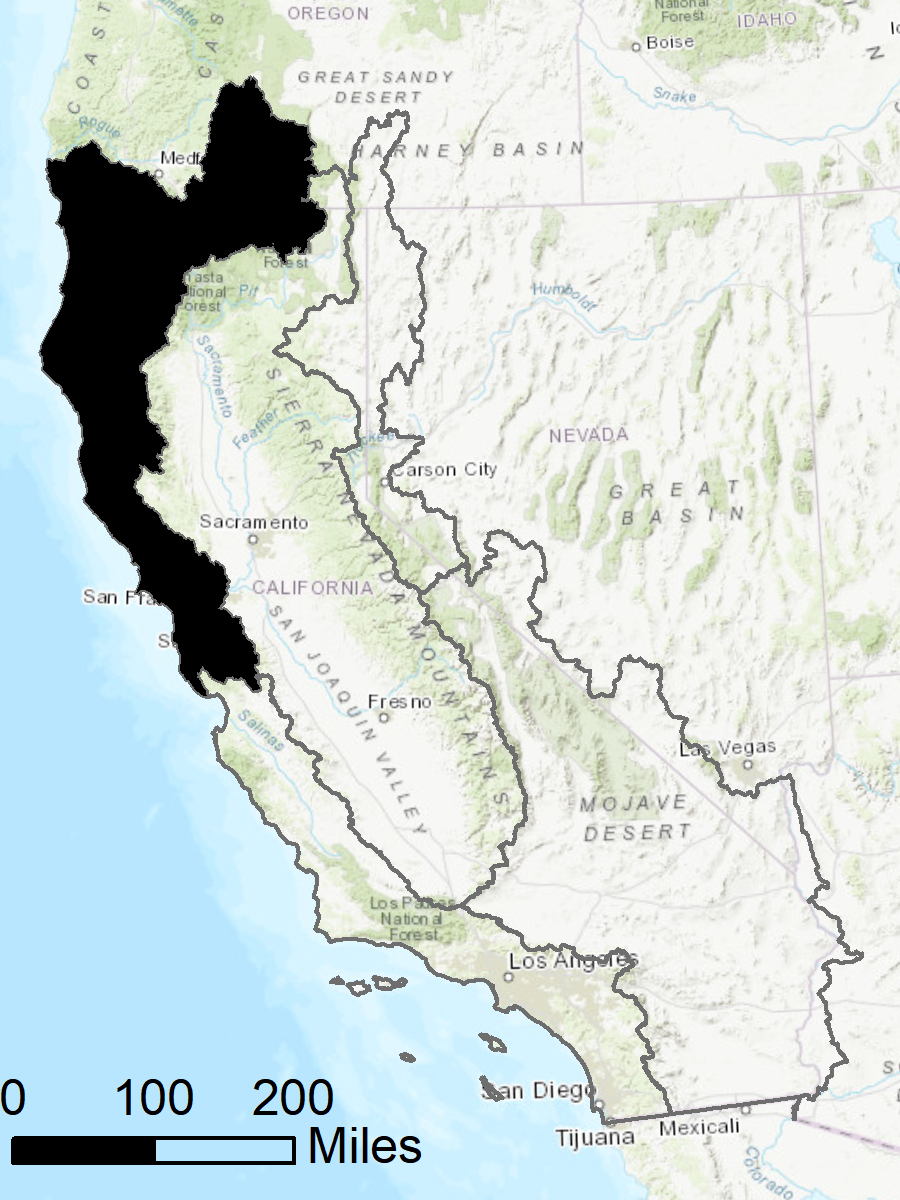 OREGON
National
Forest
IDAHO
Boise
COAST
CAS
GREAT SANDY
DESERT
Snake
Rogue
HARNEY BASIN
Medf
Forest
asta
ional
orest
Pit
Humboldt
Sacramento
SIERRA NEVADA MOUNTAINS
Feather
Truckee
NEVADA
Carson City
GREAT
BASIN
Sacramento
CALIFORNIA
San Fra
S
SAN JOAQUIN VALLEY
Fresno
Salinas
Las Vegas
MOJAVE
DESERT
Los Padres
National
Forest
Los Angeles
San Diego
Tijuana
Mexicali
Colorado
0 100 200
Miles